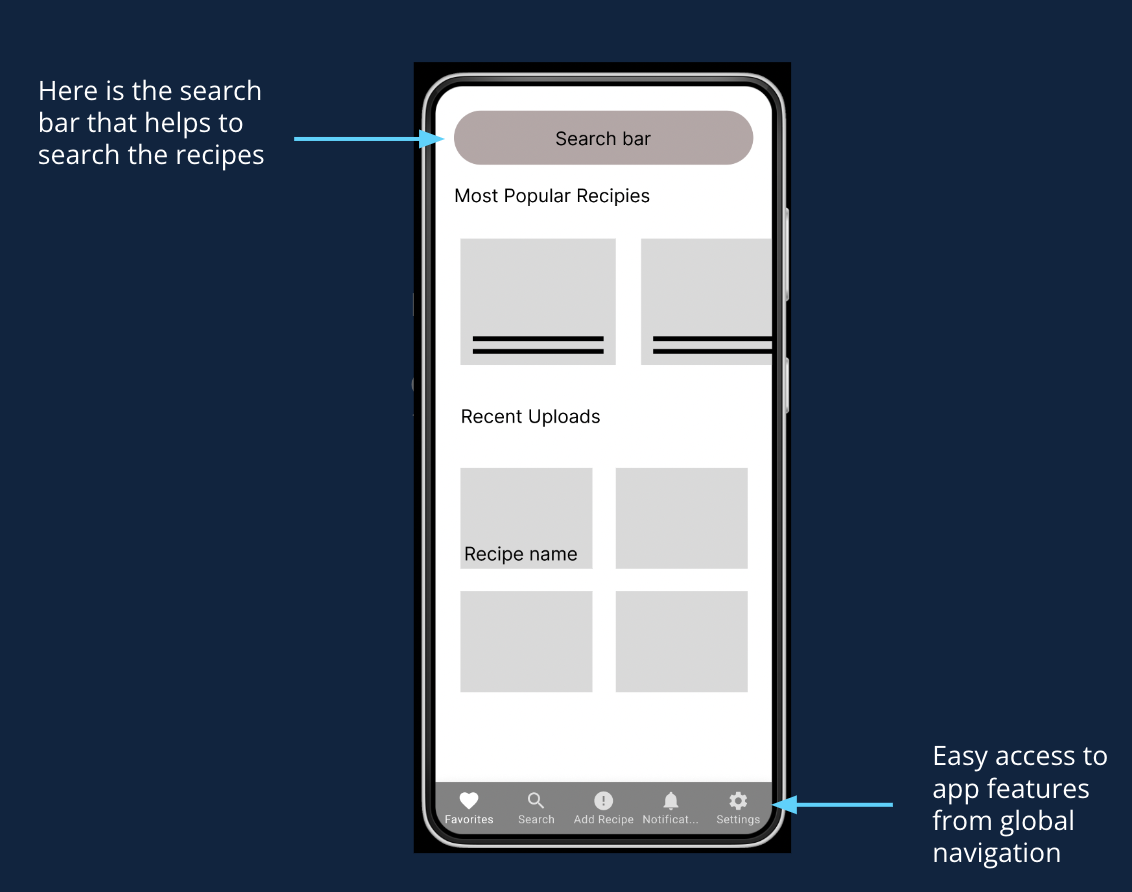 Here is the search
bar that helps to
search the recipes
Search bar
Most Popular Recipies
Recent Uploads
Recipe name
Favorites
Search
Add Recipe
Notificat...
Settings
Easy access to
app features
from global
navigation